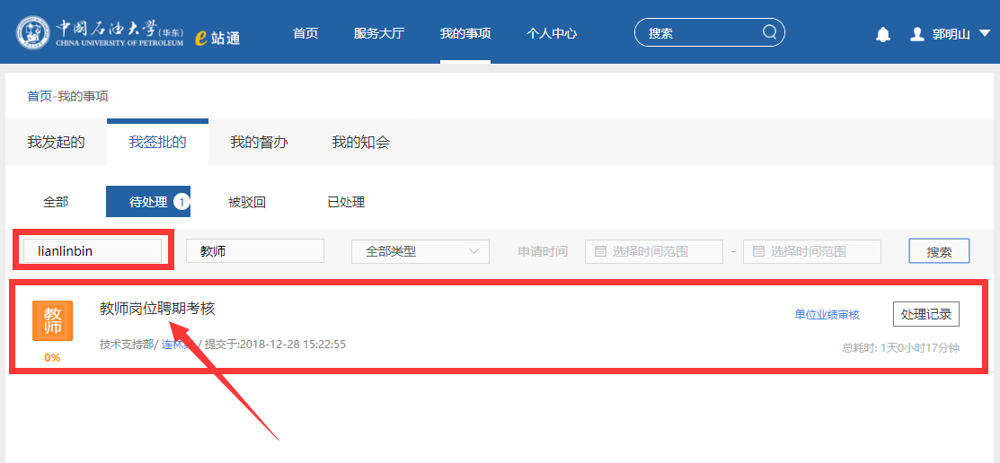 中国石油大学(华东)
CHINA UNIVERSITY OF PETROLEUM
e站通
首页 服务大厅 我的事项 个人中心 搜索 郭明山
首页-我的事项
我发起的 我签批的 我的督办 我的知会
全部 待处理 1 被驳回 已处理
lianlinbin 教师 全部类型 申请时间 选择时间范围 - 选择时间范围 搜索
教师
教师岗位聘期考核 单位业绩审核 处理记录
技术支持部/ 连林 / 提交于:2018-12-28 15:22:55 总耗时: 1天0小时17分钟
0%